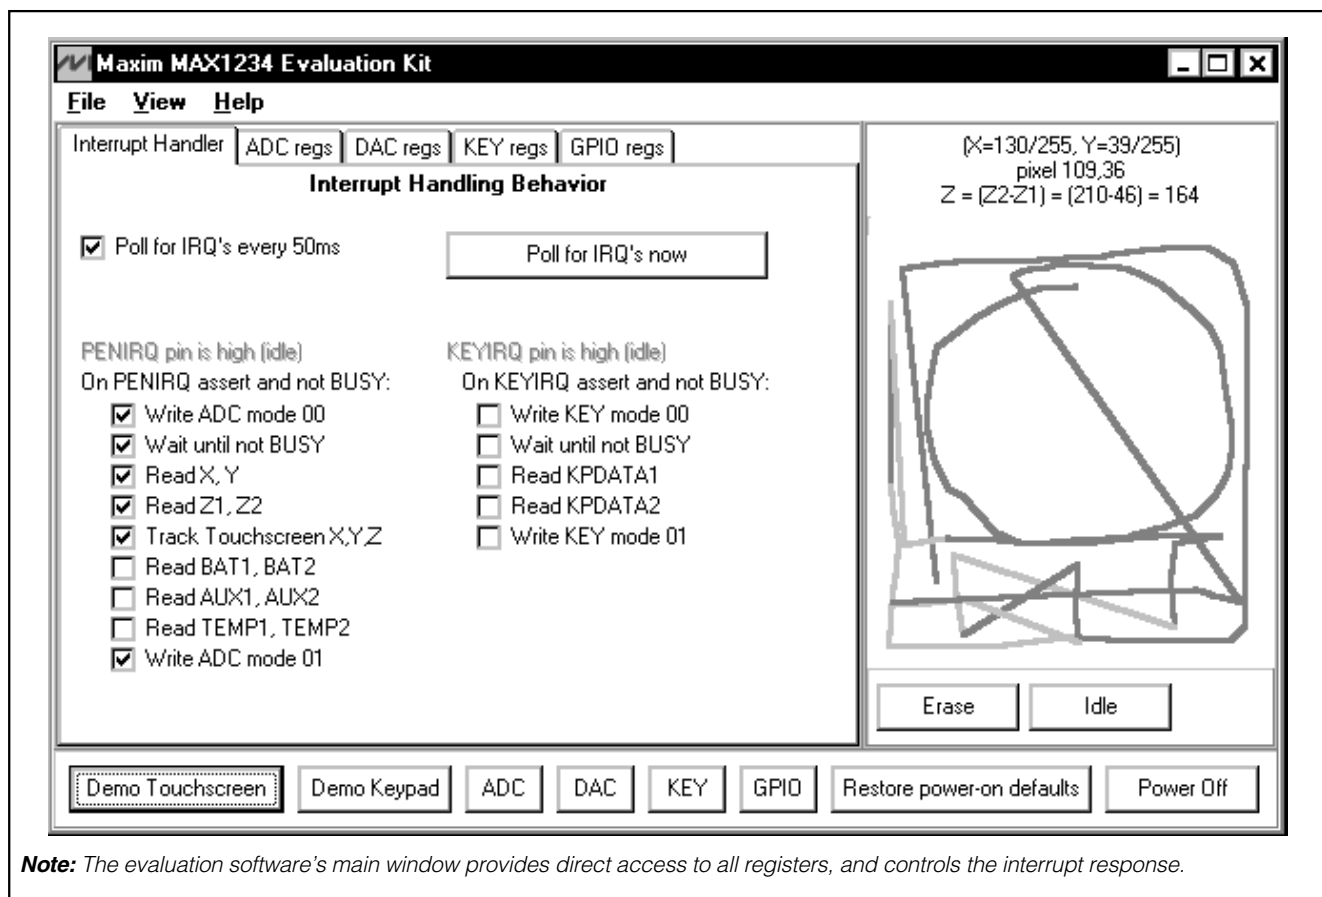 Maxim MAX1234 Evaluation Kit
File View Help
Interrupt Handler ADC regs DAC regs KEY regs GPIO regs
Interrupt Handling Behavior
Poll for IRQ's every 50ms
Poll for IRQ's now
PENIRQ pin is high (idle)
On PENIRQ assert and not BUSY:
Write ADC mode 00
Wait until not BUSY
Read X, Y
Read Z1, Z2
Track Touchscreen X,Y,Z
Read BAT1, BAT2
Read AUX1, AUX2
Read TEMP1, TEMP2
Write ADC mode 01
KEYIRQ pin is high (idle)
On KEYIRQ assert and not BUSY:
Write KEY mode 00
Wait until not BUSY
Read KPDATA1
Read KPDATA2
Write KEY mode 01
(X=130/255, Y=39/255)
pixel 109,36
Z = (Z2-Z1) = (210-46) = 164
Erase Idle
Demo Touchscreen Demo Keypad ADC DAC KEY GPIO Restore power-on defaults Power Off
Note: The evaluation software's main window provides direct access to all registers, and controls the interrupt response.